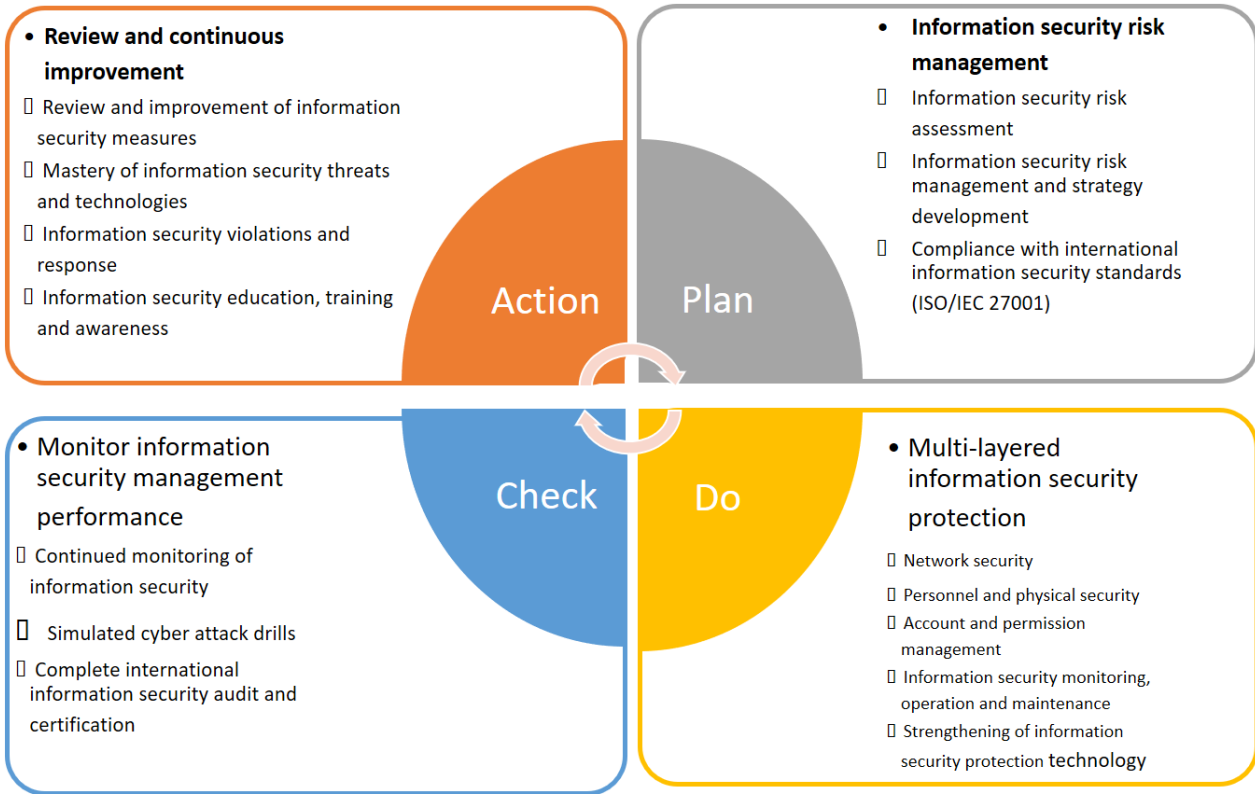 • Review and continuous
improvement
▯ Review and improvement of information
security measures
▯ Mastery of information security threats
and technologies
▯ Information security violations and
response
▯ Information security education, training
and awareness
Action
• Information security risk
management
▯ Information security risk
assessment
▯ Information security risk
management and strategy
development
▯ Compliance with international
information security standards
(ISO/IEC 27001)
Plan
• Monitor information
security management
performance
▯ Continued monitoring of
information security
▯ Simulated cyber attack drills
▯ Complete international
information security audit and
certification
Check
• Multi-layered
information security
protection
▯ Network security
▯ Personnel and physical security
▯ Account and permission
management
▯ Information security monitoring,
operation and maintenance
▯ Strengthening of information
security protection technology
Do